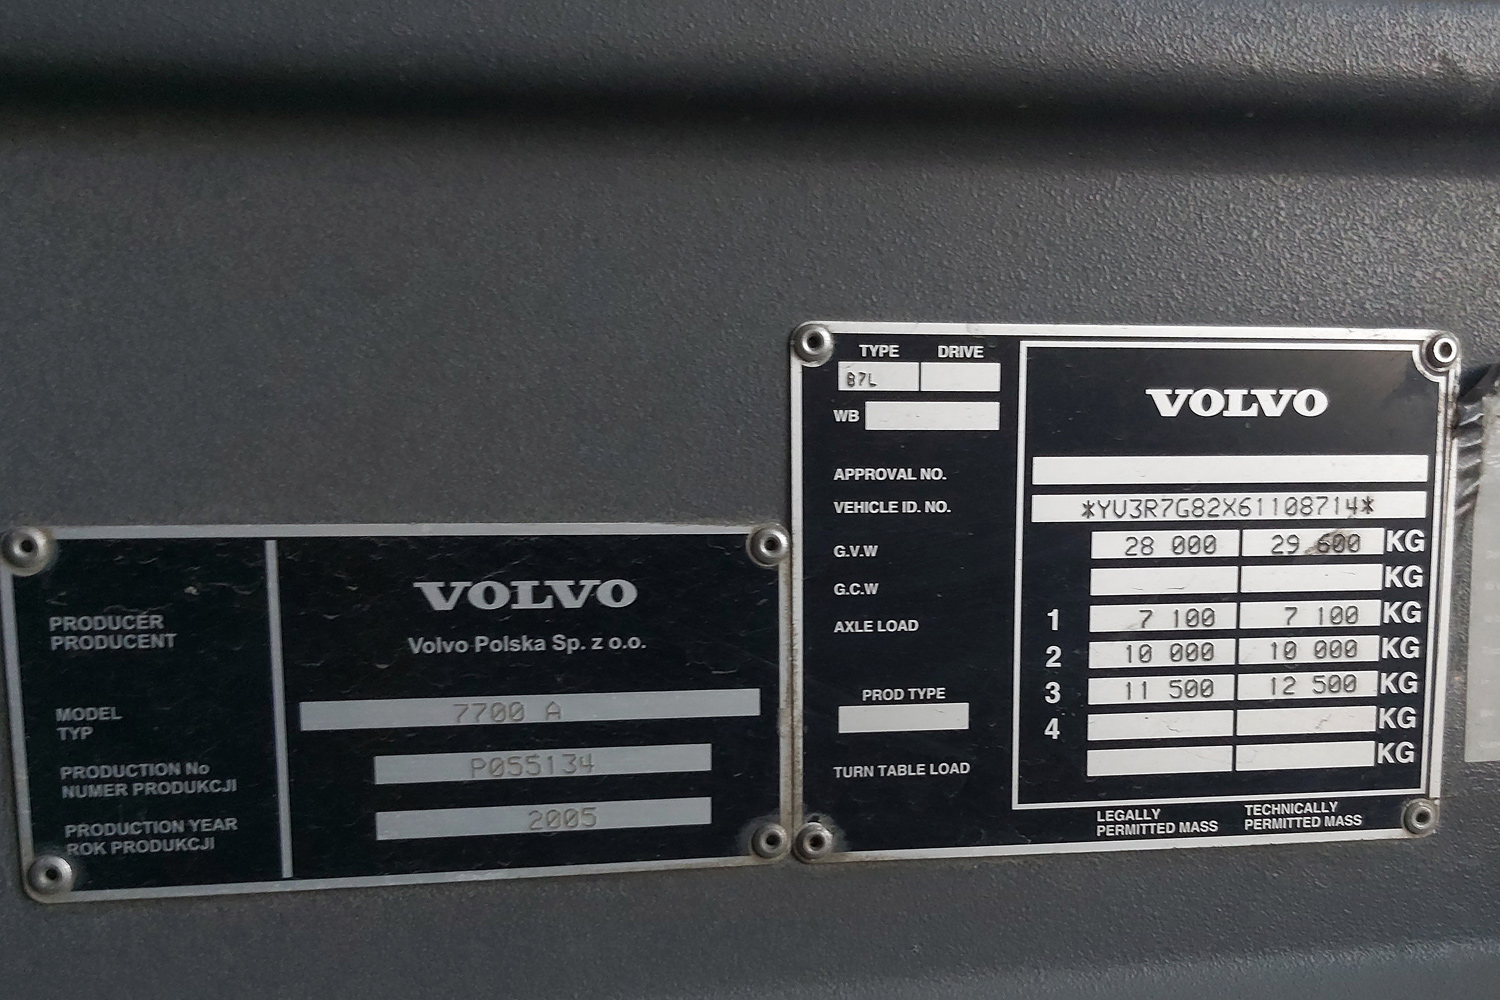 VOLVO
Volvo Polska Sp. z o.o.
PRODUCER
PRODUCENT
MODEL
TYP
7700 A
PRODUCTION No
NUMER PRODUKCJI
P055134
PRODUCTION YEAR
ROK PRODUKCJI
2005
TYPE DRIVE
B7L
WB
VOLVO
APPROVAL NO.
VEHICLE ID. NO. *YV3R7G82X61108714*
G.V.W 28 000 29 600 KG
G.C.W KG
AXLE LOAD 1 7 100 7 100 KG
2 10 000 10 000 KG
3 11 500 12 500 KG
PROD TYPE
4 KG
TURN TABLE LOAD KG
LEGALLY
PERMITTED MASS
TECHNICALLY
PERMITTED MASS